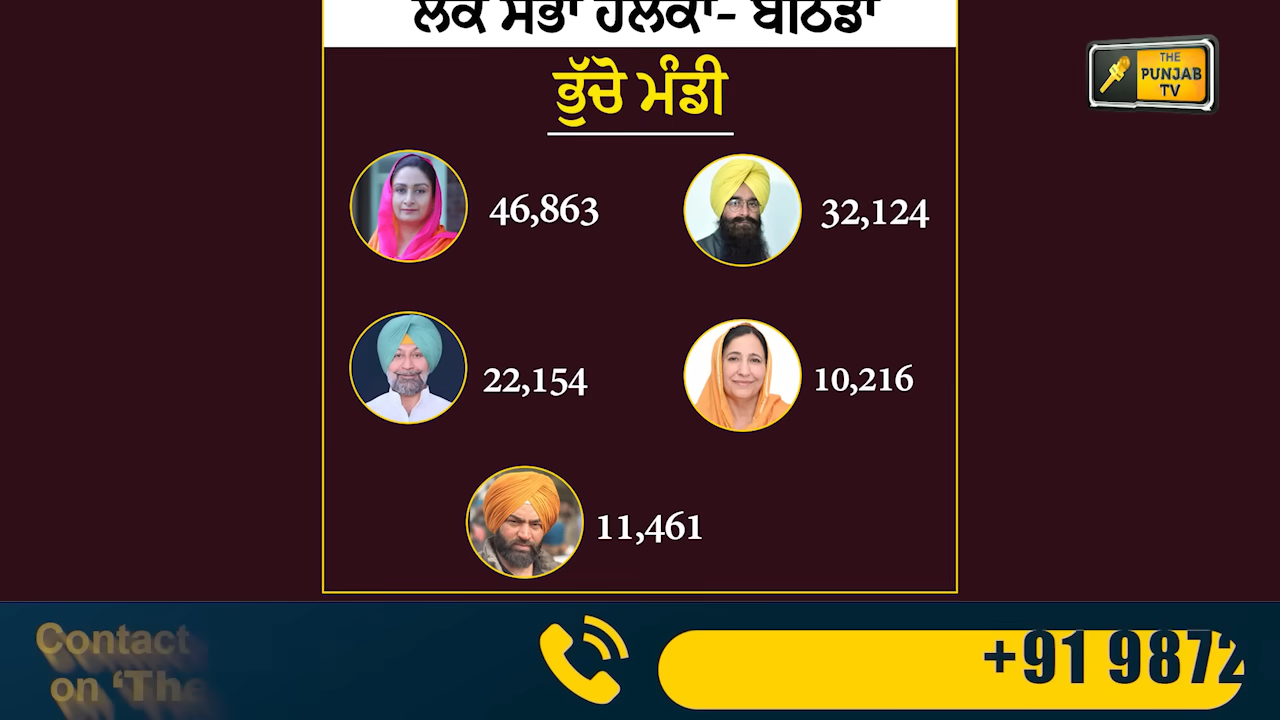 ਲੋਕ ਸਭਾ ਹਲਕਾ- ਬਠਿੰਡਾ
ਭੁੱਚੋ ਮੰਡੀ
THE
PUNJAB
TV
46,863
32,124
22,154
10,216
11,461
Contact
on ‘The
+91 9872